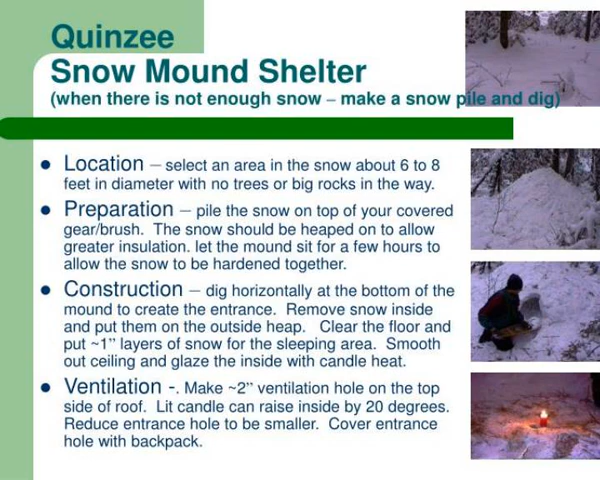 Quinzee
Snow Mound Shelter
(when there is not enough snow – make a snow pile and dig)
● Location – select an area in the snow about 6 to 8
feet in diameter with no trees or big rocks in the way.
● Preparation – pile the snow on top of your covered
gear/brush.  The snow should be heaped on to allow
greater insulation. let the mound sit for a few hours to
allow the snow to be hardened together.
● Construction – dig horizontally at the bottom of the
mound to create the entrance.  Remove snow inside
and put them on the outside heap.   Clear the floor and
put ~1” layers of snow for the sleeping area.  Smooth
out ceiling and glaze the inside with candle heat.
● Ventilation -. Make ~2” ventilation hole on the top
side of roof.  Lit candle can raise inside by 20 degrees.
Reduce entrance hole to be smaller.  Cover entrance
hole with backpack.